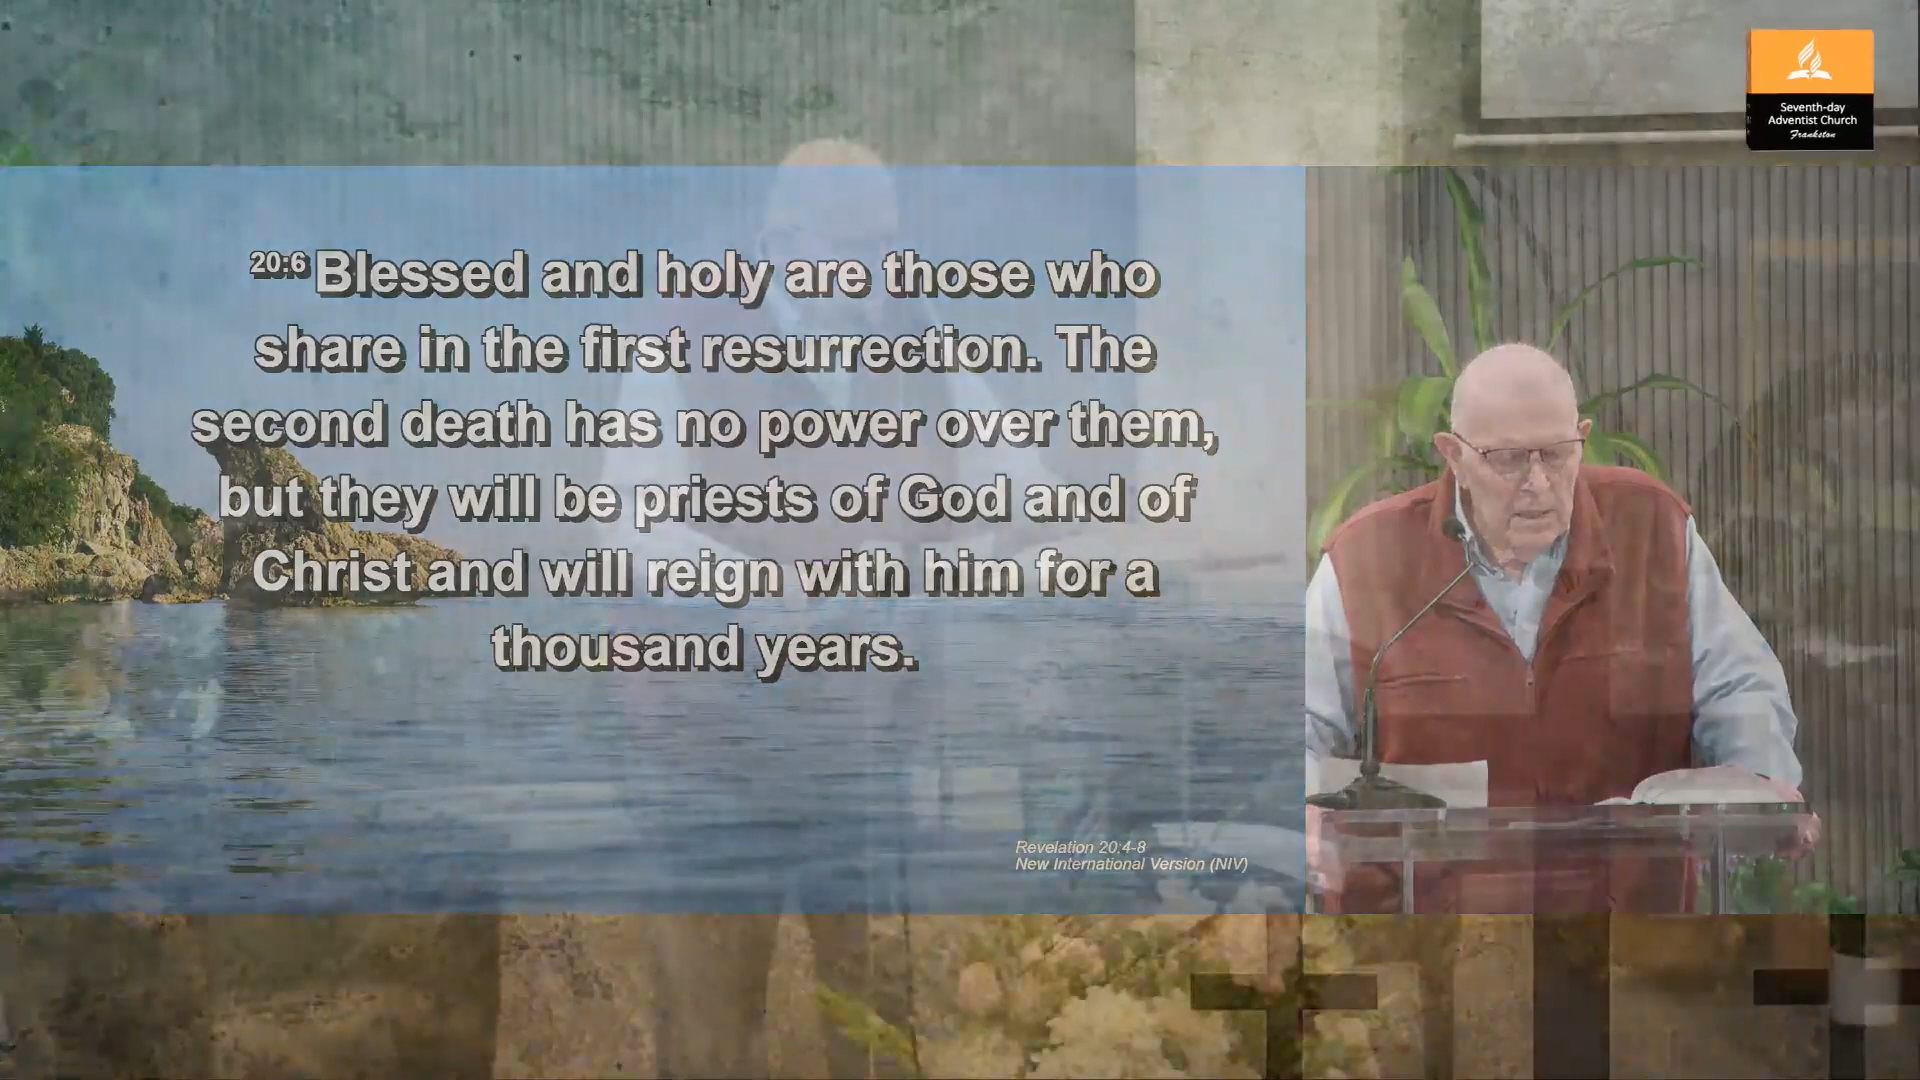 Seventh-day
Adventist Church
Frankston
20:6 Blessed and holy are those who
share in the first resurrection. The
second death has no power over them,
but they will be priests of God and of
Christ and will reign with him for a
thousand years.
Revelation 20:4-8
New International Version (NIV)